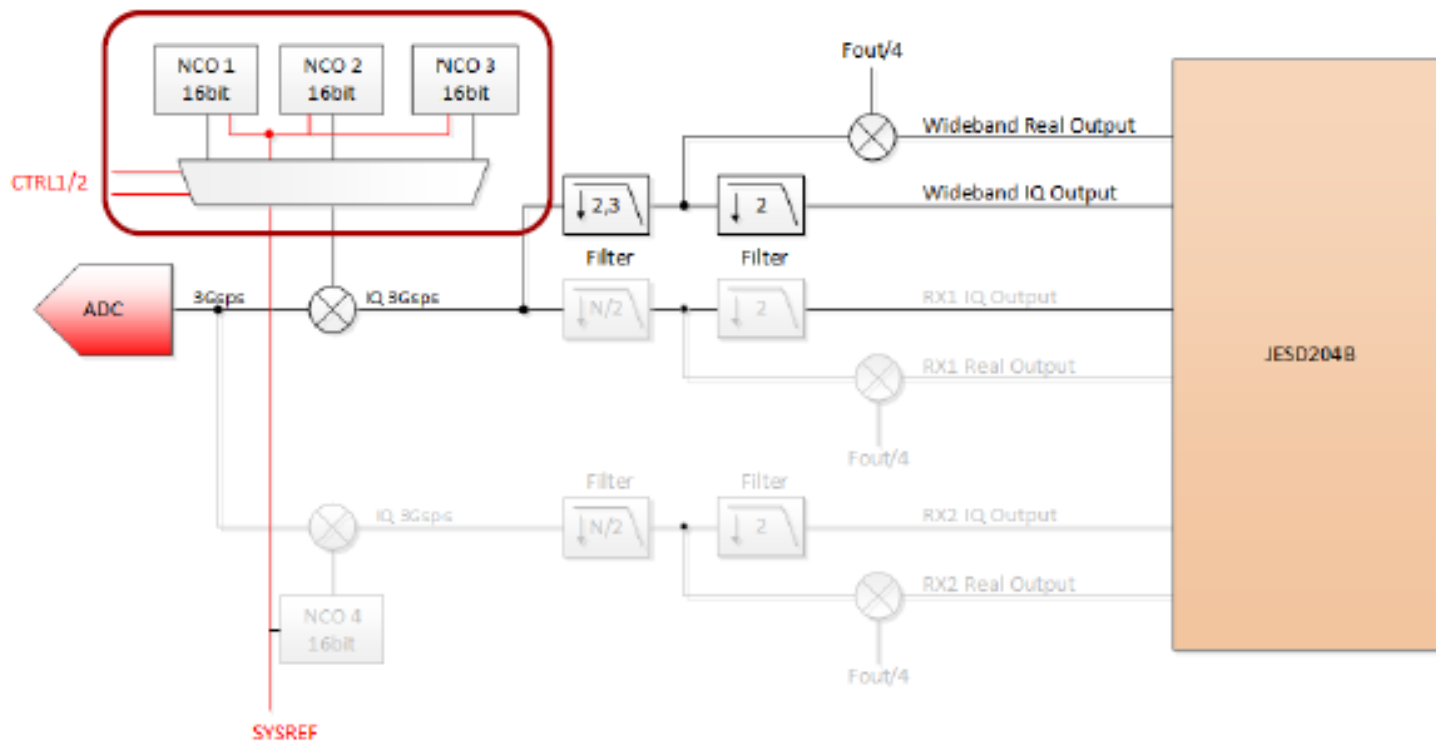 NCO 1
16bit
NCO 2
16bit
NCO 3
16bit
CTRL1/2
Fout/4
Wideband Real Output
2,3
2
Wideband IQ Output
Filter
Filter
ADC
3Gsps
IQ 3Gsps
N/2
2
RX1 IQ Output
JESD204B
RX1 Real Output
Fout/4
Filter
Filter
IQ 3Gsps
N/2
2
RX2 IQ Output
RX2 Real Output
NCO 4
16bit
Fout/4
SYSREF